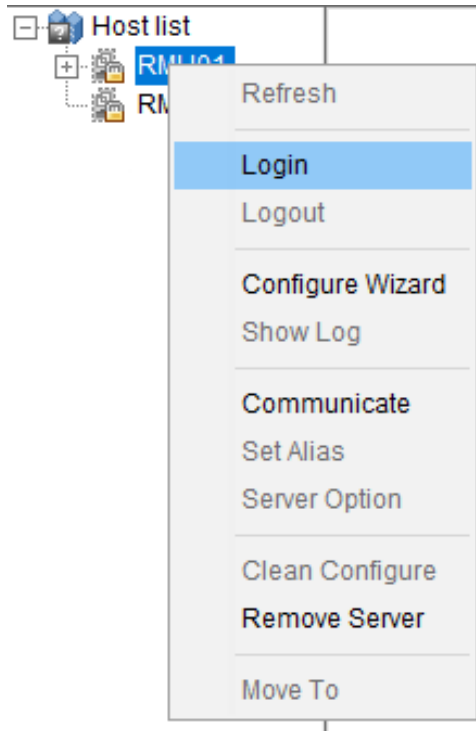 Host list
Refresh
Login
Logout
Configure Wizard
Show Log
Communicate
Set Alias
Server Option
Clean Configure
Remove Server
Move To